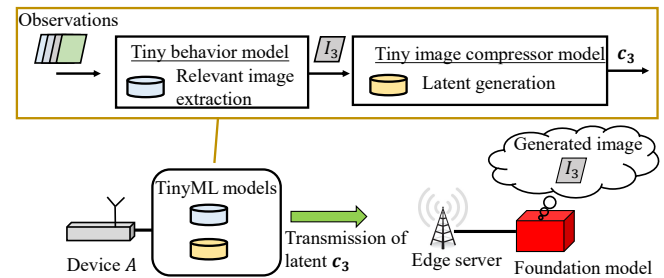 Observations
Tiny behavior model
Relevant image
extraction
I₃
Tiny image compressor model
Latent generation
c₃
TinyML models
Device A
Transmission of
latent c₃
Edge server
Generated image
I₃
Foundation model